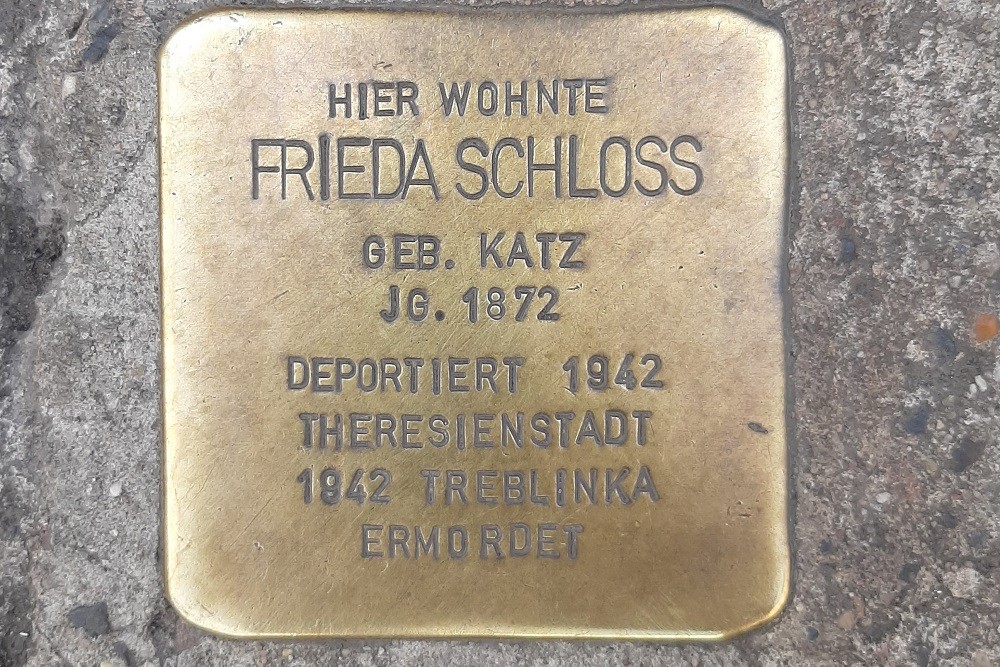 HIER WOHNTE
FRIEDA SCHLOSS
GEB. KATZ
JG. 1872
DEPORTIERT 1942
THERESIENSTADT
1942 TREBLINKA
ERMORDET